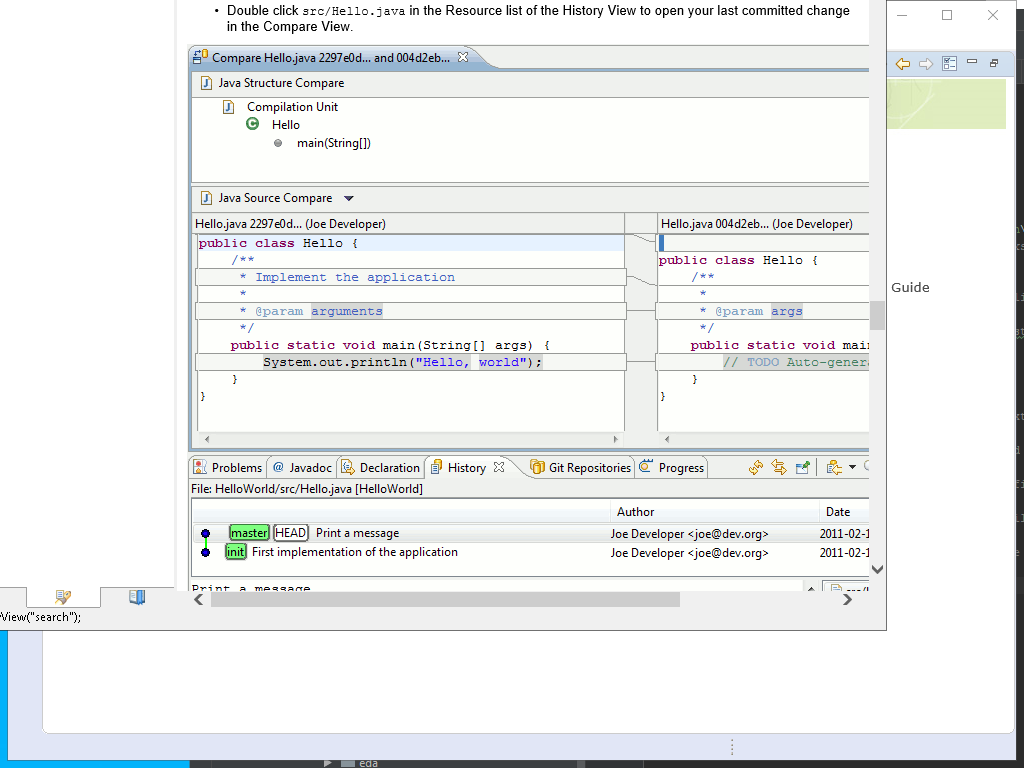 • Double click src/Hello.java in the Resource list of the History View to open your last committed change
in the Compare View.
Compare Hello.java 2297e0d... and 004d2eb...
Java Structure Compare
Compilation Unit
Hello
main(String[])
Java Source Compare
Hello.java 2297e0d... (Joe Developer)
public class Hello {
/**
* Implement the application
*
* @param arguments
*/
public static void main(String[] args) {
System.out.println("Hello, world");
}
}
Hello.java 004d2eb... (Joe Developer)
public class Hello {
/**
*
* @param args
*/
public static void mai
// TODO Auto-genera
}
}
Guide
Problems @ Javadoc Declaration History Git Repositories Progress
File: HelloWorld/src/Hello.java [HelloWorld]
Author Date
master HEAD Print a message Joe Developer <joe@dev.org> 2011-02-1
init First implementation of the application Joe Developer <joe@dev.org> 2011-02-1
Print a message
View("search");
eda